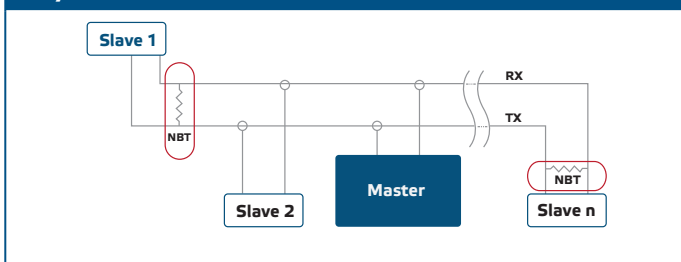 Slave 1
RX
TX
NBT
Master
NBT
Slave 2
Slave n